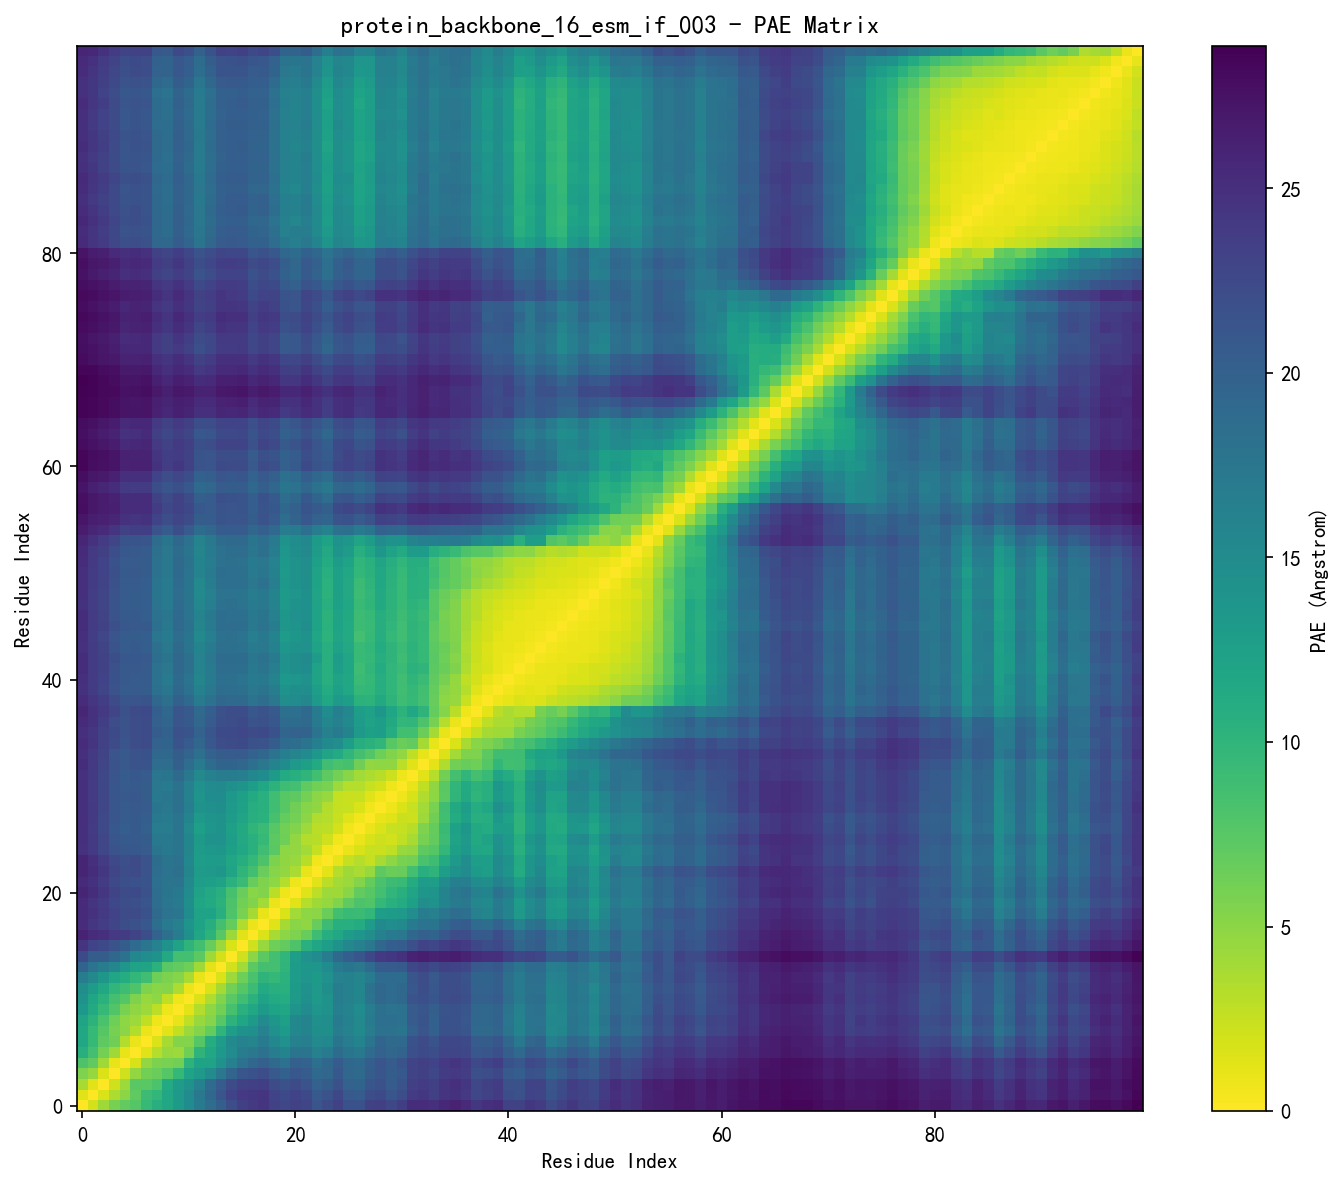 protein_backbone_16_esm_if_003 - PAE Matrix
80
60
40
20
0
Residue Index
0 20 40 60 80
Residue Index
25
20
15
10
5
0
PAE (Angstrom)